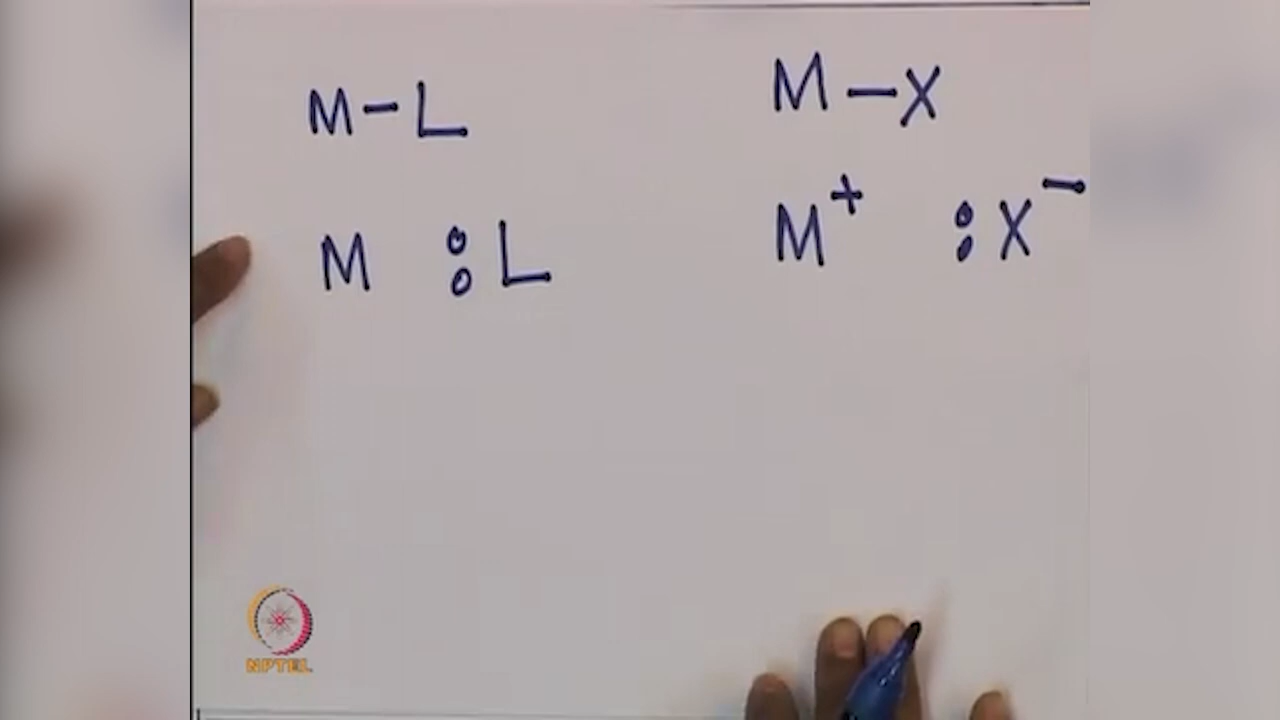 M-L
M-X
M :L
M⁺ :X⁻
NPTEL